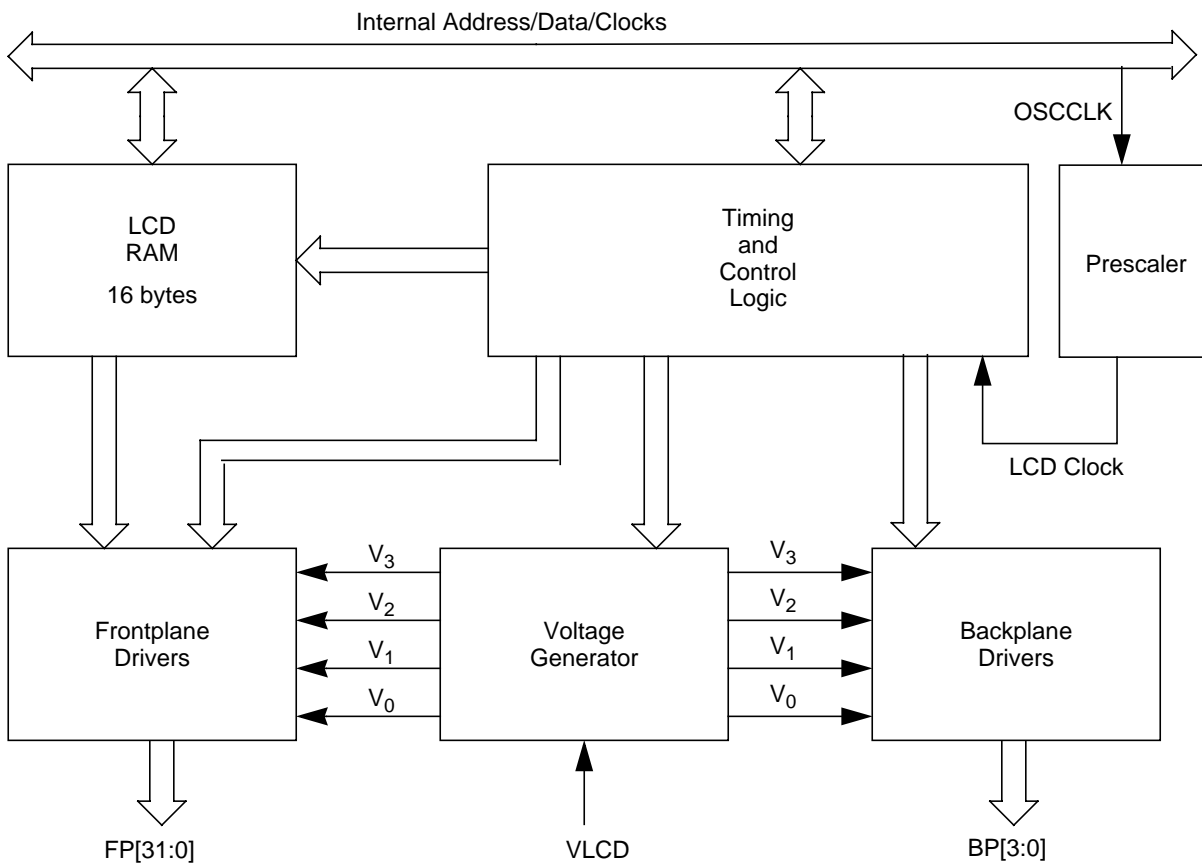 Internal Address/Data/Clocks
OSCCLK
LCD
RAM
16 bytes
Timing
and
Control
Logic
Prescaler
LCD Clock
Frontplane
Drivers
V3
V2
V1
V0
Voltage
Generator
V3
V2
V1
V0
Backplane
Drivers
FP[31:0]
VLCD
BP[3:0]